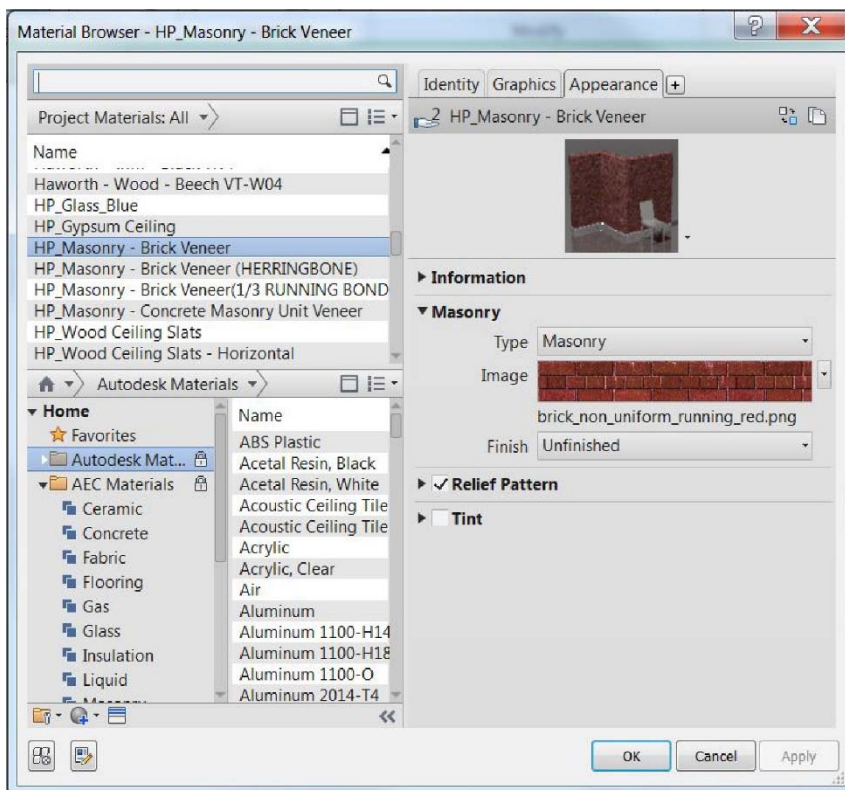 Material Browser - HP_Masonry - Brick Veneer
Project Materials: All
Name
Haworth - Wood - Beech VT-W04
HP_Glass_Blue
HP_Gypsum Ceiling
HP_Masonry - Brick Veneer
HP_Masonry - Brick Veneer (HERRINGBONE)
HP_Masonry - Brick Veneer(1/3 RUNNING BOND
HP_Masonry - Concrete Masonry Unit Veneer
HP_Wood Ceiling Slats
HP_Wood Ceiling Slats - Horizontal
Autodesk Materials
Home
Favorites
Autodesk Mat...
AEC Materials
Ceramic
Concrete
Fabric
Flooring
Gas
Glass
Insulation
Liquid
Name
ABS Plastic
Acetal Resin, Black
Acetal Resin, White
Acoustic Ceiling Tile
Acoustic Ceiling Tile
Acrylic
Acrylic, Clear
Air
Aluminum
Aluminum 1100-H14
Aluminum 1100-H18
Aluminum 1100-O
Aluminum 2014-T4
Identity Graphics Appearance +
2 HP_Masonry - Brick Veneer
Information
Masonry
Type Masonry
Image
brick_non_uniform_running_red.png
Finish Unfinished
Relief Pattern
Tint
OK Cancel Apply